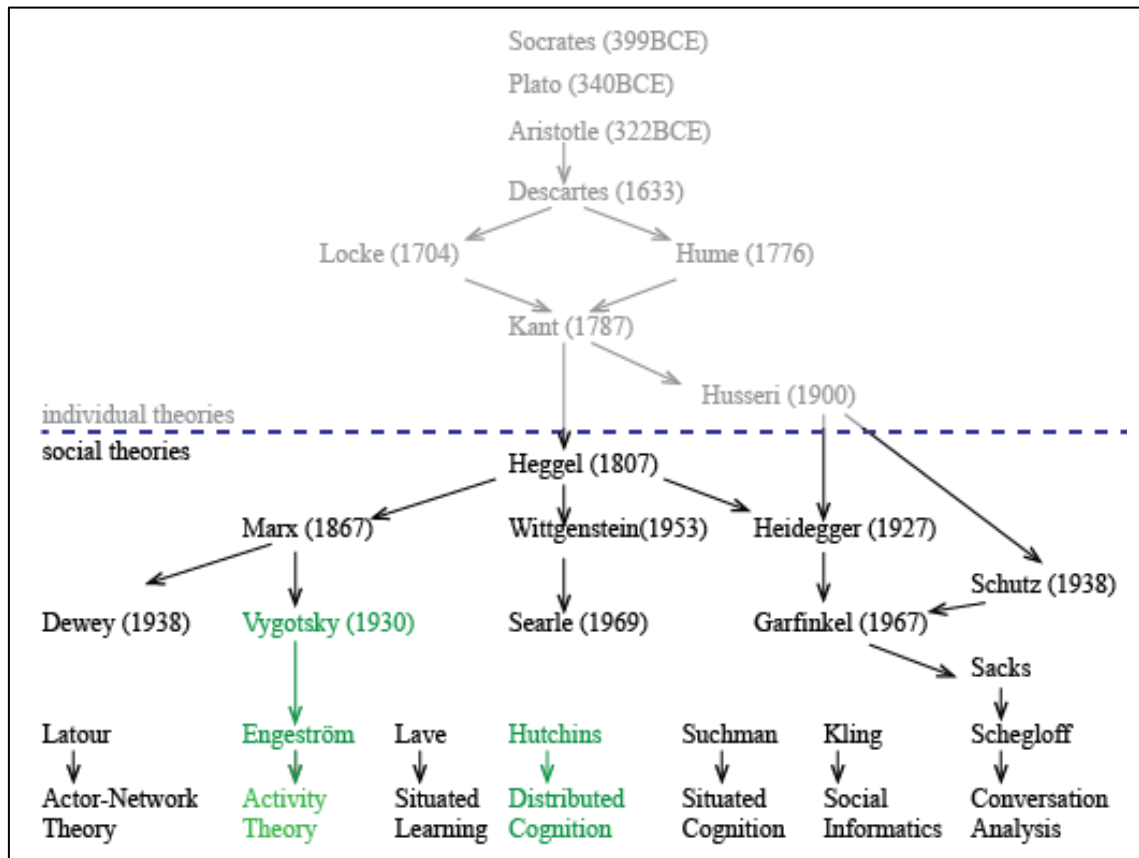 Socrates (399BCE)
Plato (340BCE)
Aristotle (322BCE)
Descartes (1633)
Locke (1704)
Hume (1776)
Kant (1787)
Husseri (1900)
individual theories
social theories
Heggel (1807)
Marx (1867)
Wittgenstein(1953)
Heidegger (1927)
Schutz (1938)
Dewey (1938)
Vygotsky (1930)
Searle (1969)
Garfinkel (1967)
Sacks
Latour
Engeström
Lave
Hutchins
Suchman
Kling
Schegloff
Actor-Network
Theory
Activity
Theory
Situated
Learning
Distributed
Cognition
Situated
Cognition
Social
Informatics
Conversation
Analysis